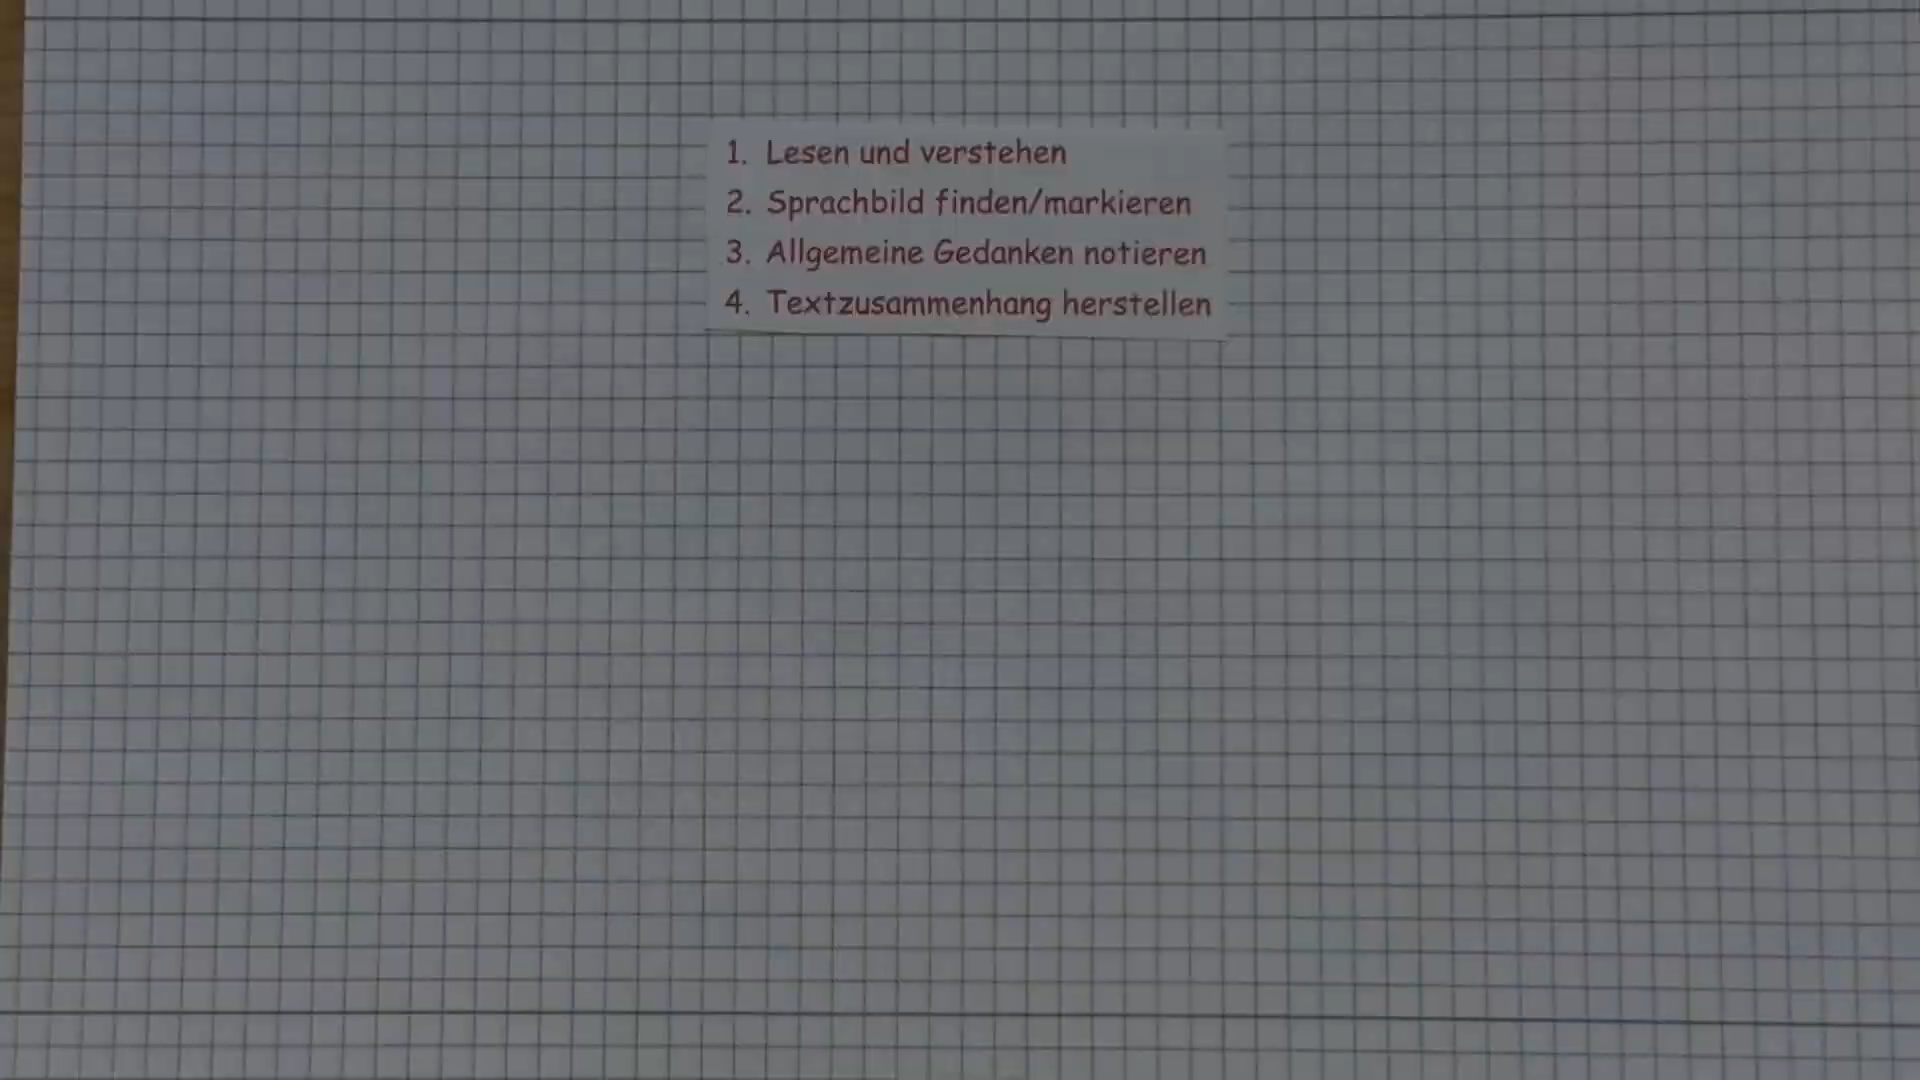 1. Lesen und verstehen
2. Sprachbild finden/markieren
3. Allgemeine Gedanken notieren
4. Textzusammenhang herstellen